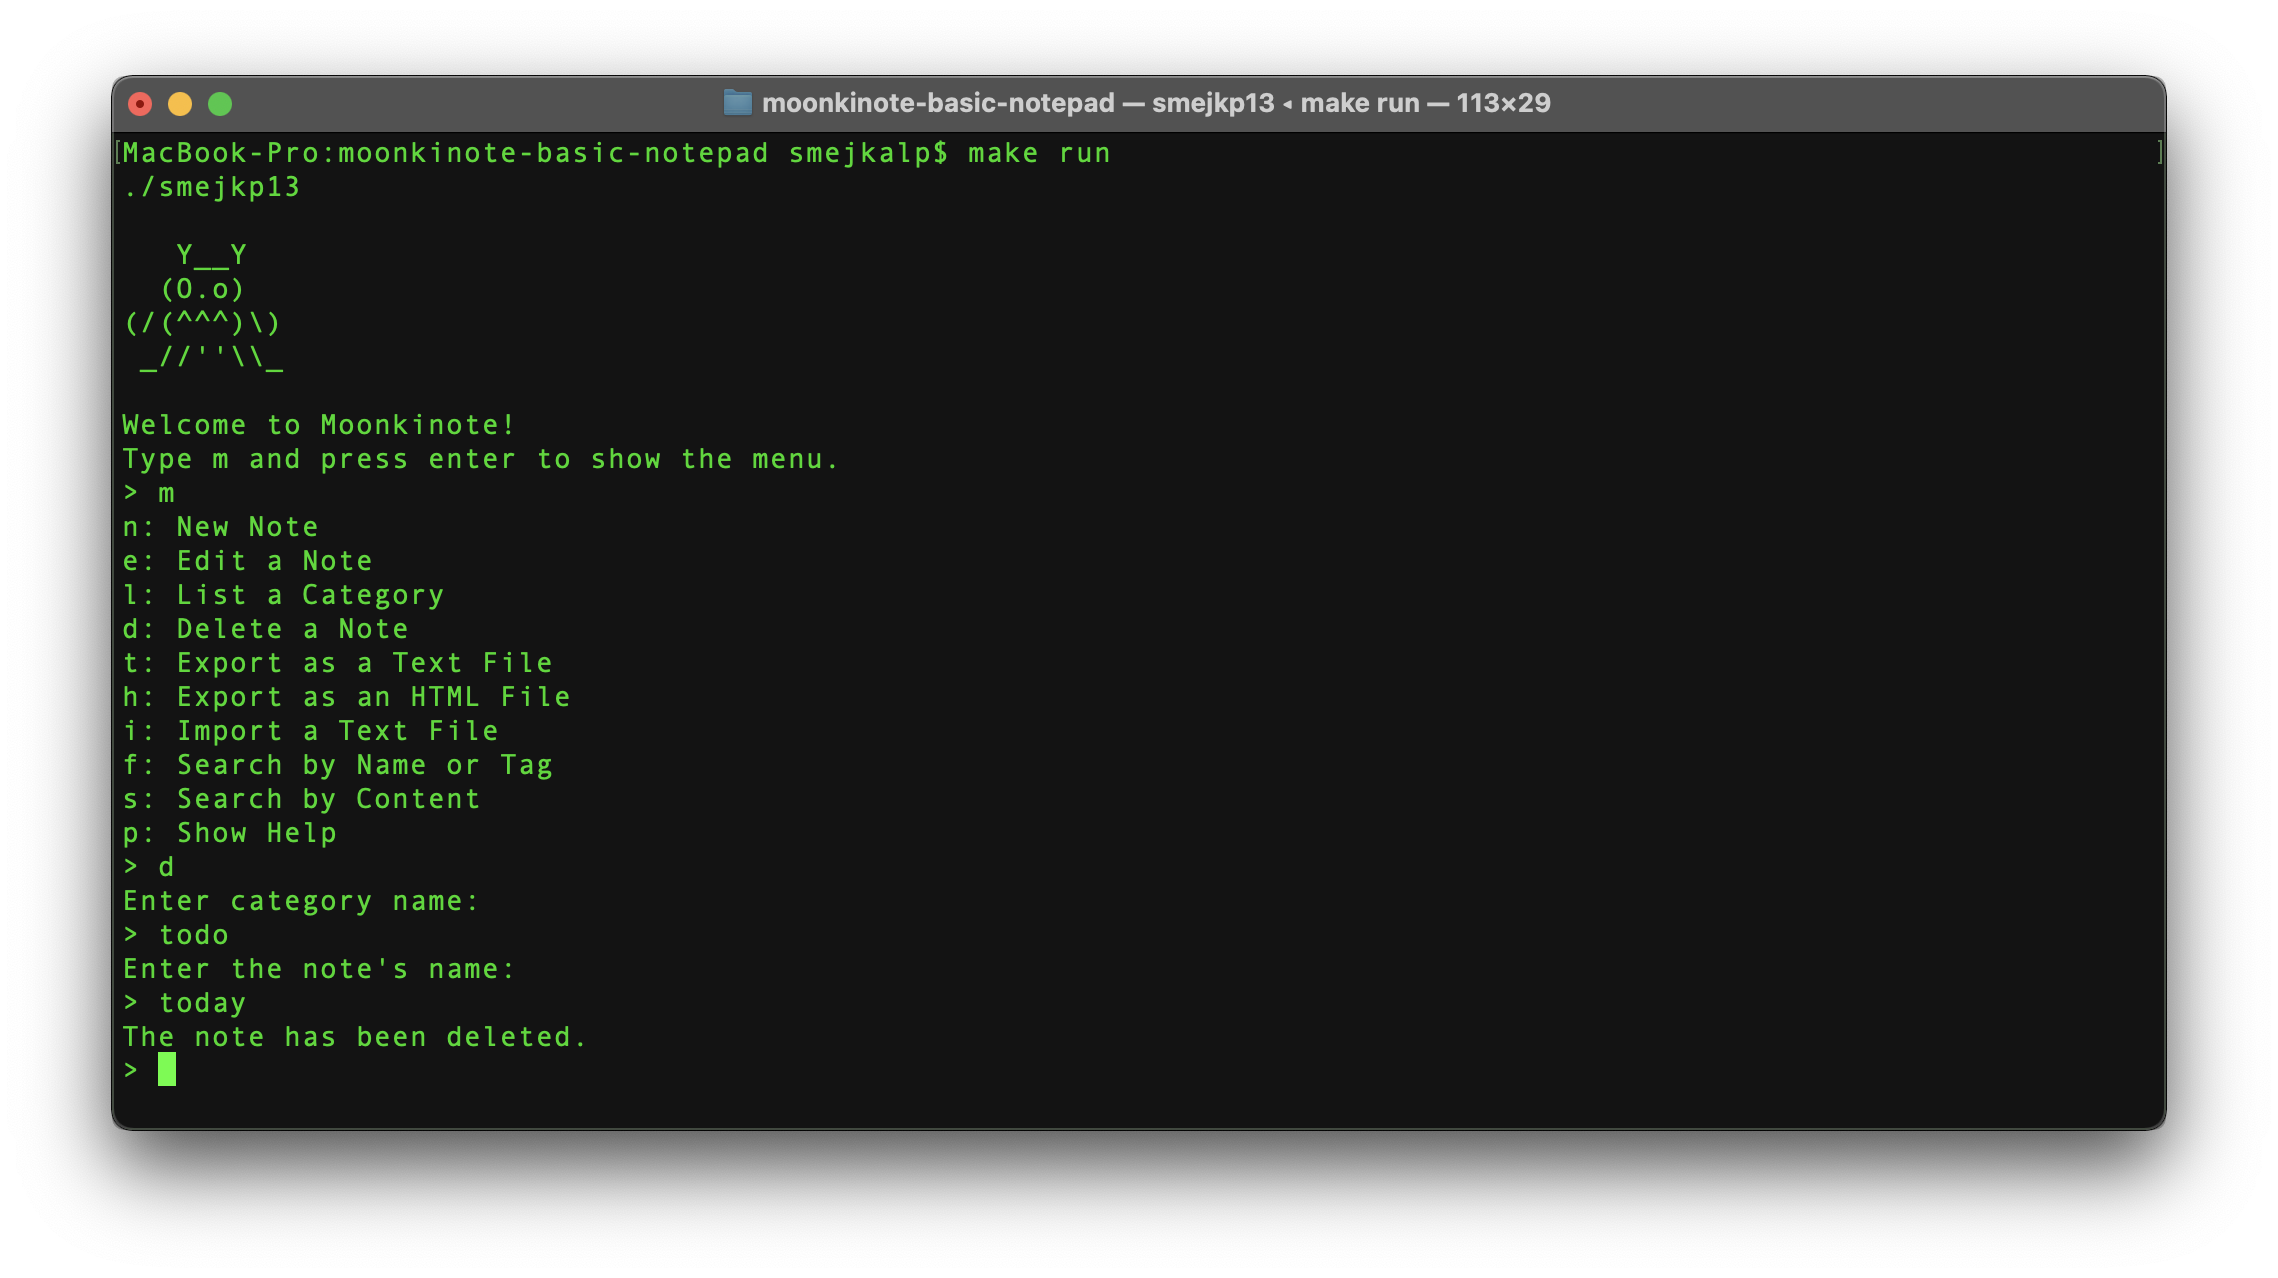 moonkinote-basic-notepad — smejkp13 ◂ make run — 113×29
[MacBook-Pro:moonkinote-basic-notepad smejkalp$ make run ]
./smejkp13

    Y__Y
  (O.o)
(/(^^^)\)
 _//''\\_

Welcome to Moonkinote!
Type m and press enter to show the menu.
> m
n: New Note
e: Edit a Note
l: List a Category
d: Delete a Note
t: Export as a Text File
h: Export as an HTML File
i: Import a Text File
f: Search by Name or Tag
s: Search by Content
p: Show Help
> d
Enter category name:
> todo
Enter the note's name:
> today
The note has been deleted.
>